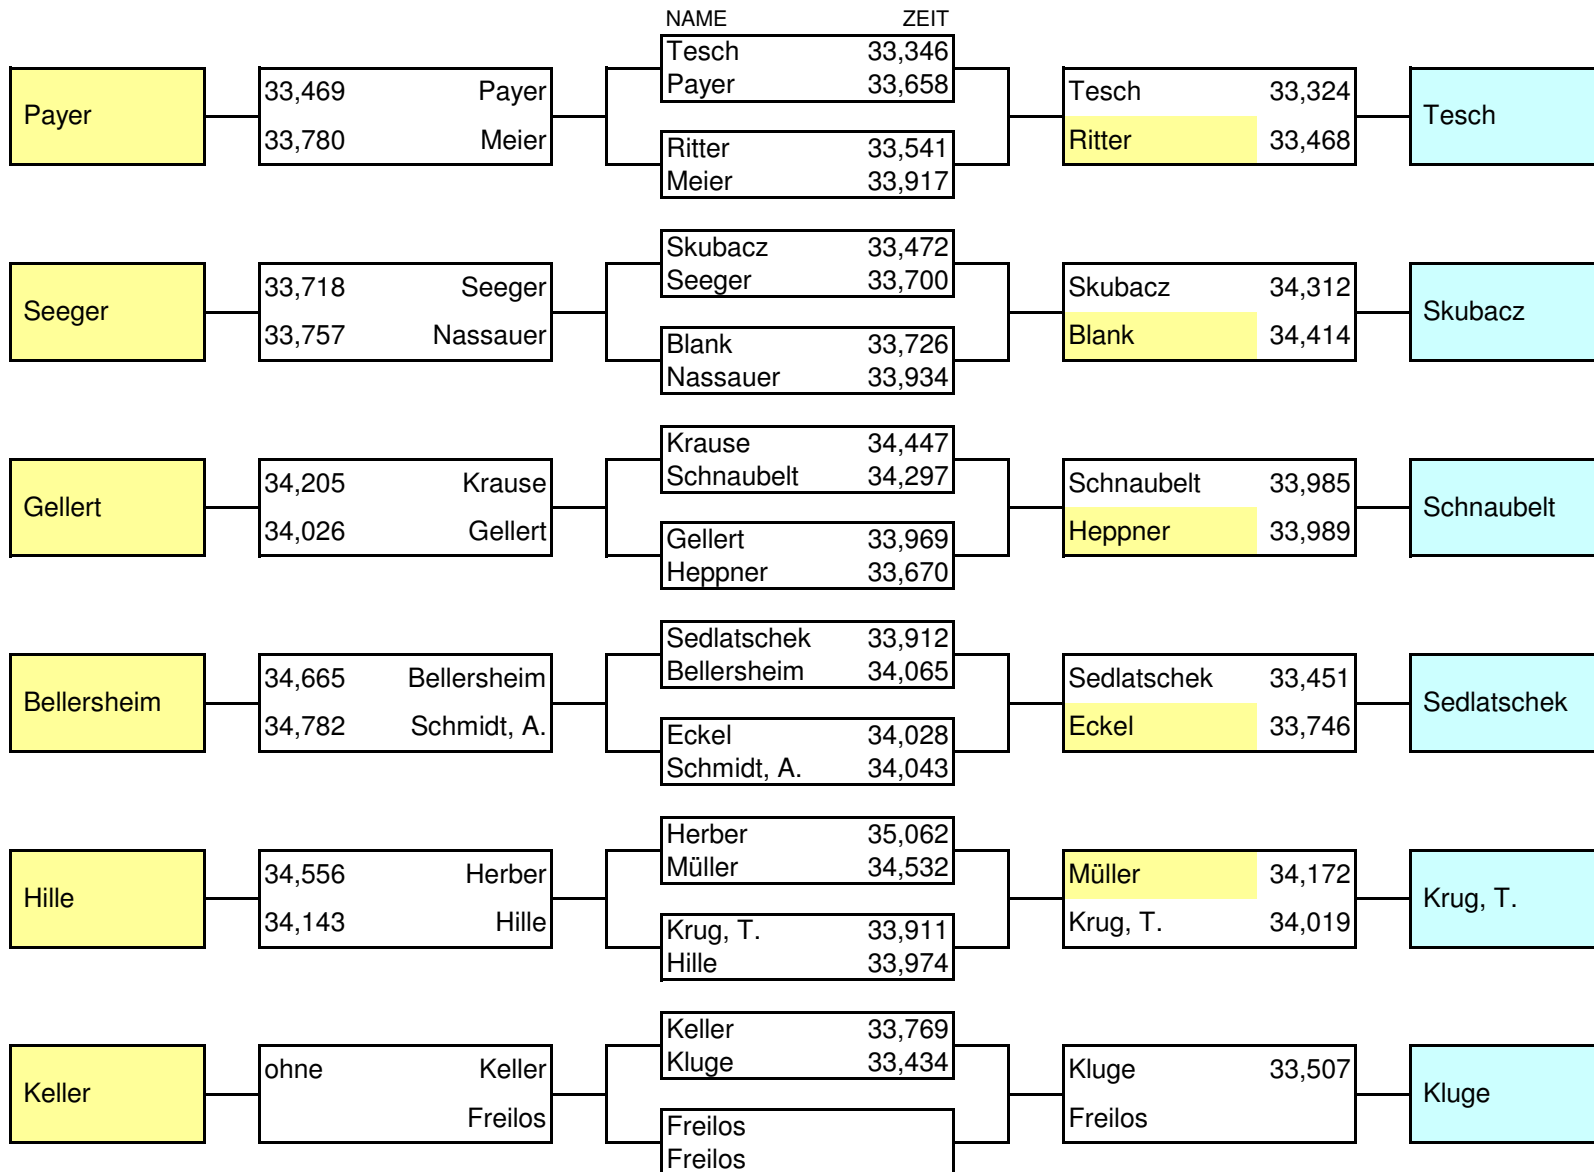 NAME ZEIT
Tesch 33,346
Payer 33,658
Payer
33,469 Payer
33,780 Meier
Ritter 33,541
Meier 33,917
Tesch 33,324
Ritter 33,468
Tesch
Skubacz 33,472
Seeger 33,700
Seeger
33,718 Seeger
33,757 Nassauer
Blank 33,726
Nassauer 33,934
Skubacz 34,312
Blank 34,414
Skubacz
Krause 34,447
Schnaubelt 34,297
Gellert
34,205 Krause
34,026 Gellert
Gellert 33,969
Heppner 33,670
Schnaubelt 33,985
Heppner 33,989
Schnaubelt
Sedlatschek 33,912
Bellersheim 34,065
Bellersheim
34,665 Bellersheim
34,782 Schmidt, A.
Eckel 34,028
Schmidt, A. 34,043
Sedlatschek 33,451
Eckel 33,746
Sedlatschek
Herber 35,062
Müller 34,532
Hille
34,556 Herber
34,143 Hille
Krug, T. 33,911
Hille 33,974
Müller 34,172
Krug, T. 34,019
Krug, T.
Keller 33,769
Kluge 33,434
Keller
ohne Keller
Freilos
Freilos
Freilos
Kluge 33,507
Freilos
Kluge